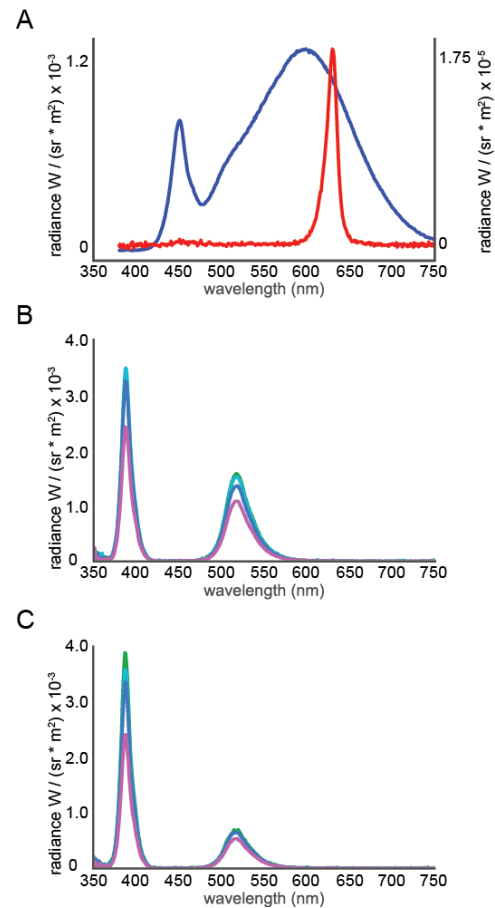 A
radiance W / (sr * m²) x 10⁻³
1.2
0
1.75
0
radiance W / (sr * m²) x 10⁻⁵
350 400 450 500 550 600 650 700 750
wavelength (nm)
B
radiance W / (sr * m²) x 10⁻³
4.0
3.0
2.0
1.0
0
350 400 450 500 550 600 650 700 750
wavelength (nm)
C
radiance W / (sr * m²) x 10⁻³
4.0
3.0
2.0
1.0
0
350 400 450 500 550 600 650 700 750
wavelength (nm)